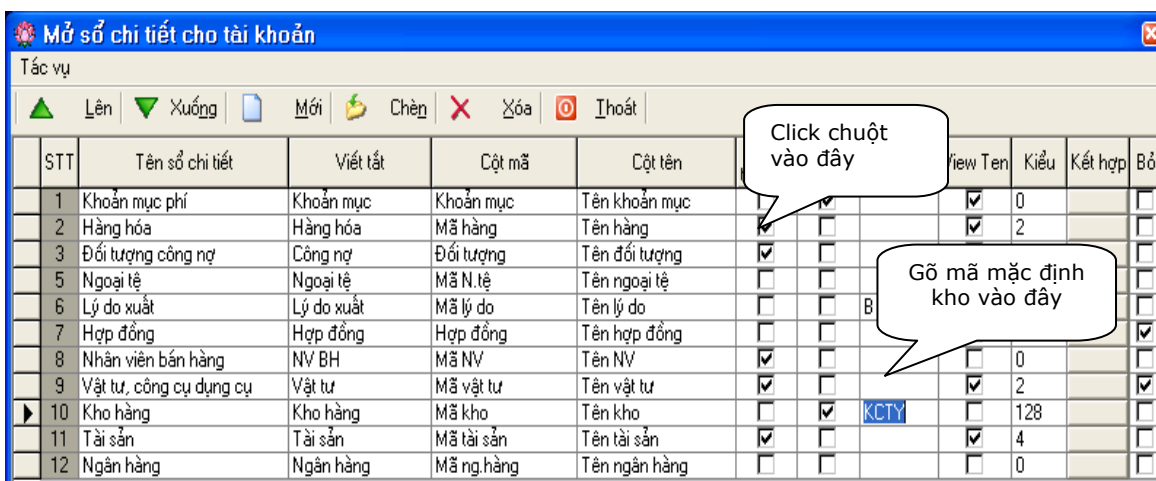 Mở sổ chi tiết cho tài khoản
Tác vụ
Lên Xuống Mới Chèn Xóa Thoát
Click chuột
vào đây
STT Tên sổ chi tiết Viết tắt Cột mã Cột tên View Ten Kiểu Kết hợp Bỏ
1 Khoản mục phí Khoản mục Khoản mục Tên khoản mục 0
2 Hàng hóa Hàng hóa Mã hàng Tên hàng 2
3 Đối tượng công nợ Công nợ Đối tượng Tên đối tượng
Gõ mã mặc định
kho vào đây
5 Ngoại tệ Ngoại tệ Mã N.tệ Tên ngoại tệ
6 Lý do xuất Lý do xuất Mã lý do Tên lý do B
7 Hợp đồng Hợp đồng Hợp đồng Tên hợp đồng
8 Nhân viên bán hàng NV BH Mã NV Tên NV 0
9 Vật tư, công cụ dụng cụ Vật tư Mã vật tư Tên vật tư 2
10 Kho hàng Kho hàng Mã kho Tên kho KCTY 128
11 Tài sản Tài sản Mã tài sản Tên tài sản 4
12 Ngân hàng Ngân hàng Mã ng.hàng Tên ngân hàng 0